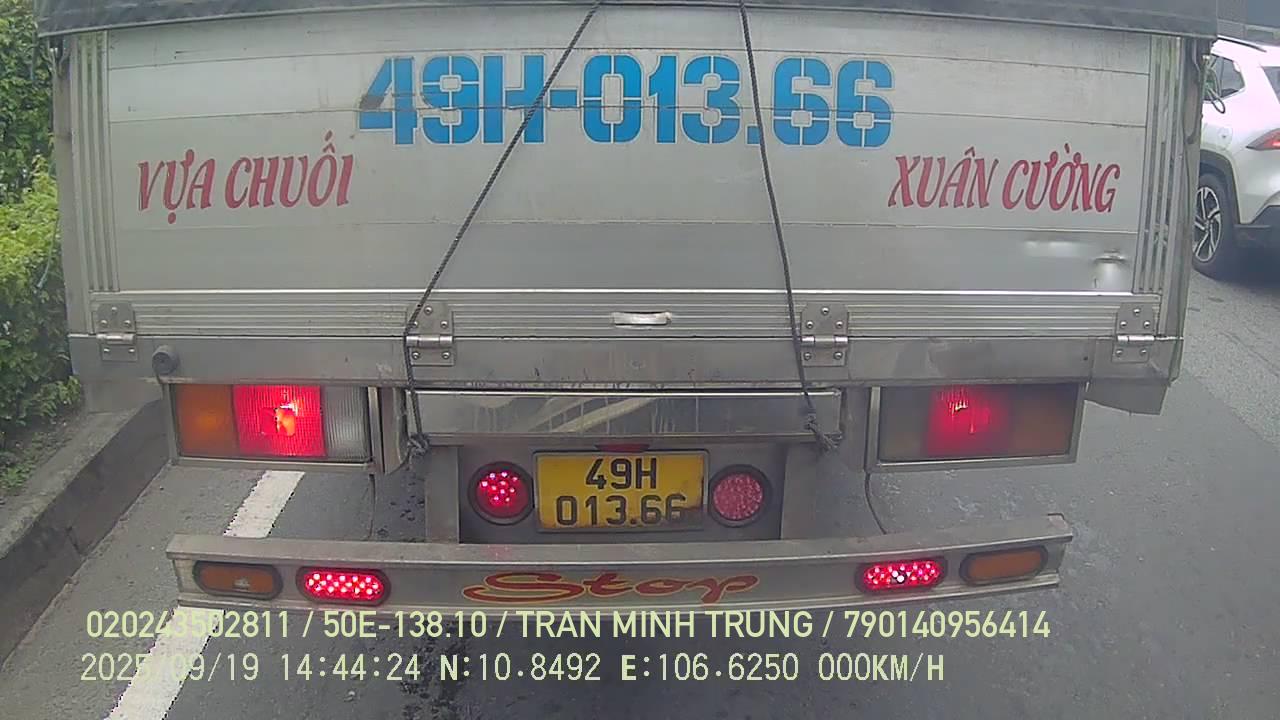 49H-013.66
VỰA CHUỐI
XUÂN CƯỜNG
49H
013.66
Stop
020243502811 / 50E-138.10 / TRAN MINH TRUNG / 790140956414
2025/09/19 14:44:24 N:10.8492 E:106.6250 000KM/H